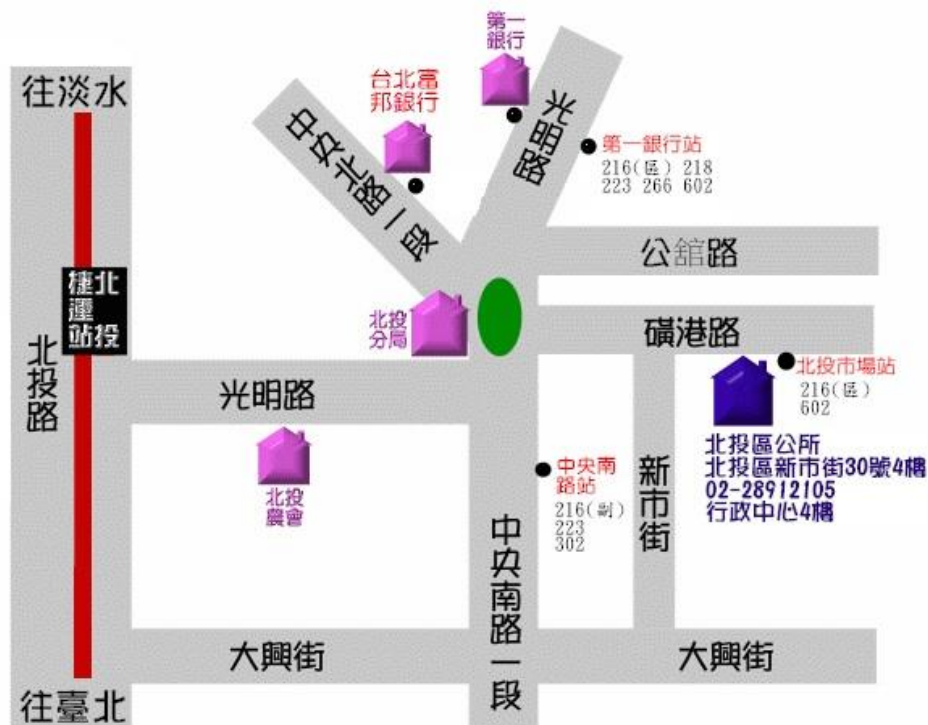 往淡水
北投
捷運站
北投路
往臺北
台北富
邦銀行
中央北路一段
第一
銀行
光明路
第一銀行站
216(區) 218
223 266 602
公舘路
磺港路
北投
分局
光明路
北投
農會
北投市場站
216(區)
602
北投區公所
北投區新市街30號4樓
02-28912105
行政中心4樓
中央南
路站
216(副)
223
302
新市街
中央南路一段
大興街
大興街